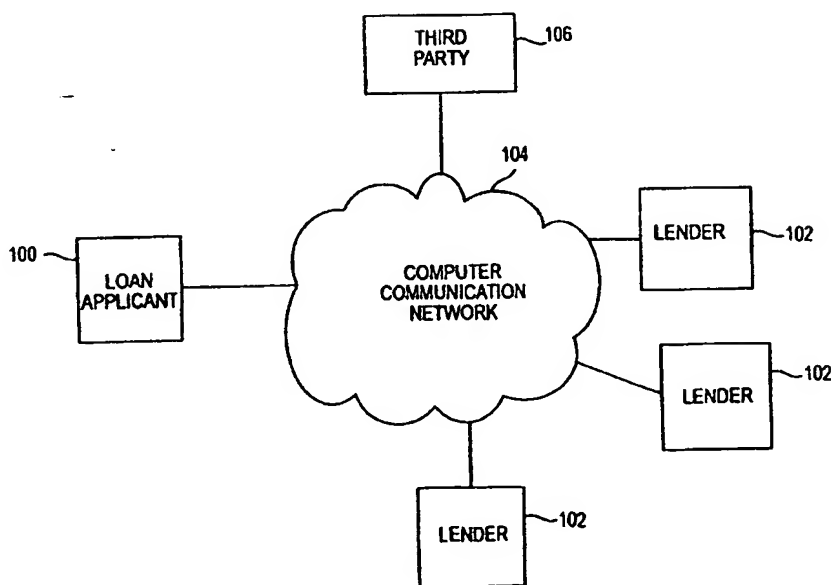 THIRD
PARTY
106
104
LENDER
102
100
LOAN
APPLICANT
COMPUTER
COMMUNICATION
NETWORK
LENDER
102
LENDER
102